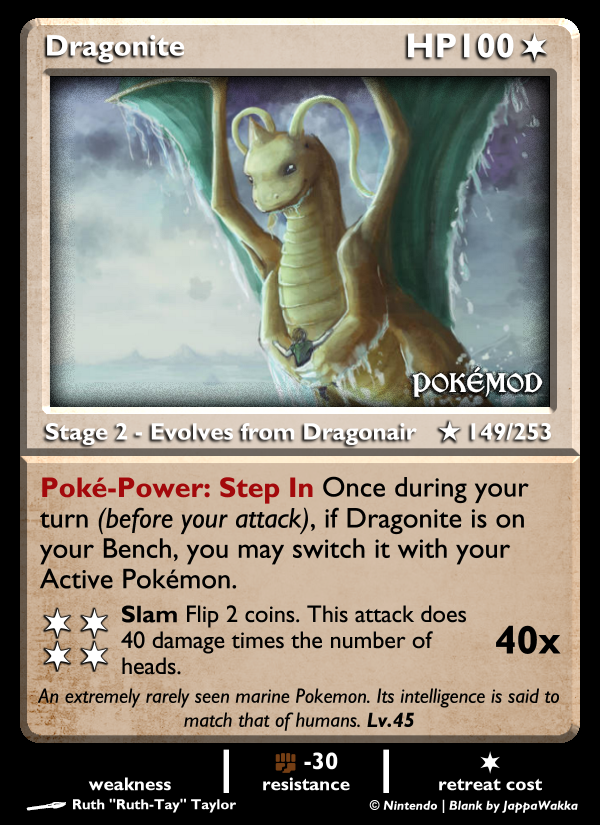 Dragonite HP100
POKÉMOD
Stage 2 - Evolves from Dragonair ★ 149/253
Poké-Power: Step In Once during your
turn (before your attack), if Dragonite is on
your Bench, you may switch it with your
Active Pokémon.
Slam Flip 2 coins. This attack does
40 damage times the number of
heads.
40x
An extremely rarely seen marine Pokemon. Its intelligence is said to
match that of humans. Lv.45
-30
weakness resistance retreat cost
Ruth "Ruth-Tay" Taylor © Nintendo | Blank by JappaWakka